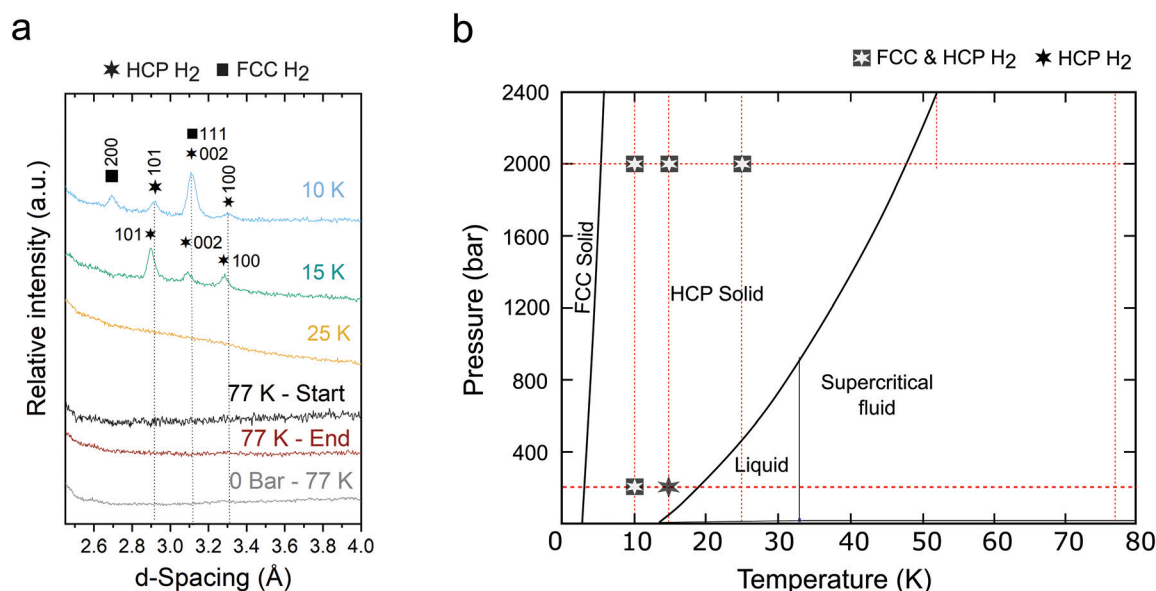 a
★ HCP H2 ■ FCC H2
Relative intensity (a.u.)
200
101
111
002
100
10 K
101
002
100
15 K
25 K
77 K - Start
77 K - End
0 Bar - 77 K
2.6 2.8 3.0 3.2 3.4 3.6 3.8 4.0
d-Spacing (Å)
b
FCC & HCP H2 ★ HCP H2
Pressure (bar)
2400
2000
1600
1200
800
400
FCC Solid
HCP Solid
Supercritical
fluid
Liquid
0 10 20 30 40 50 60 70 80
Temperature (K)